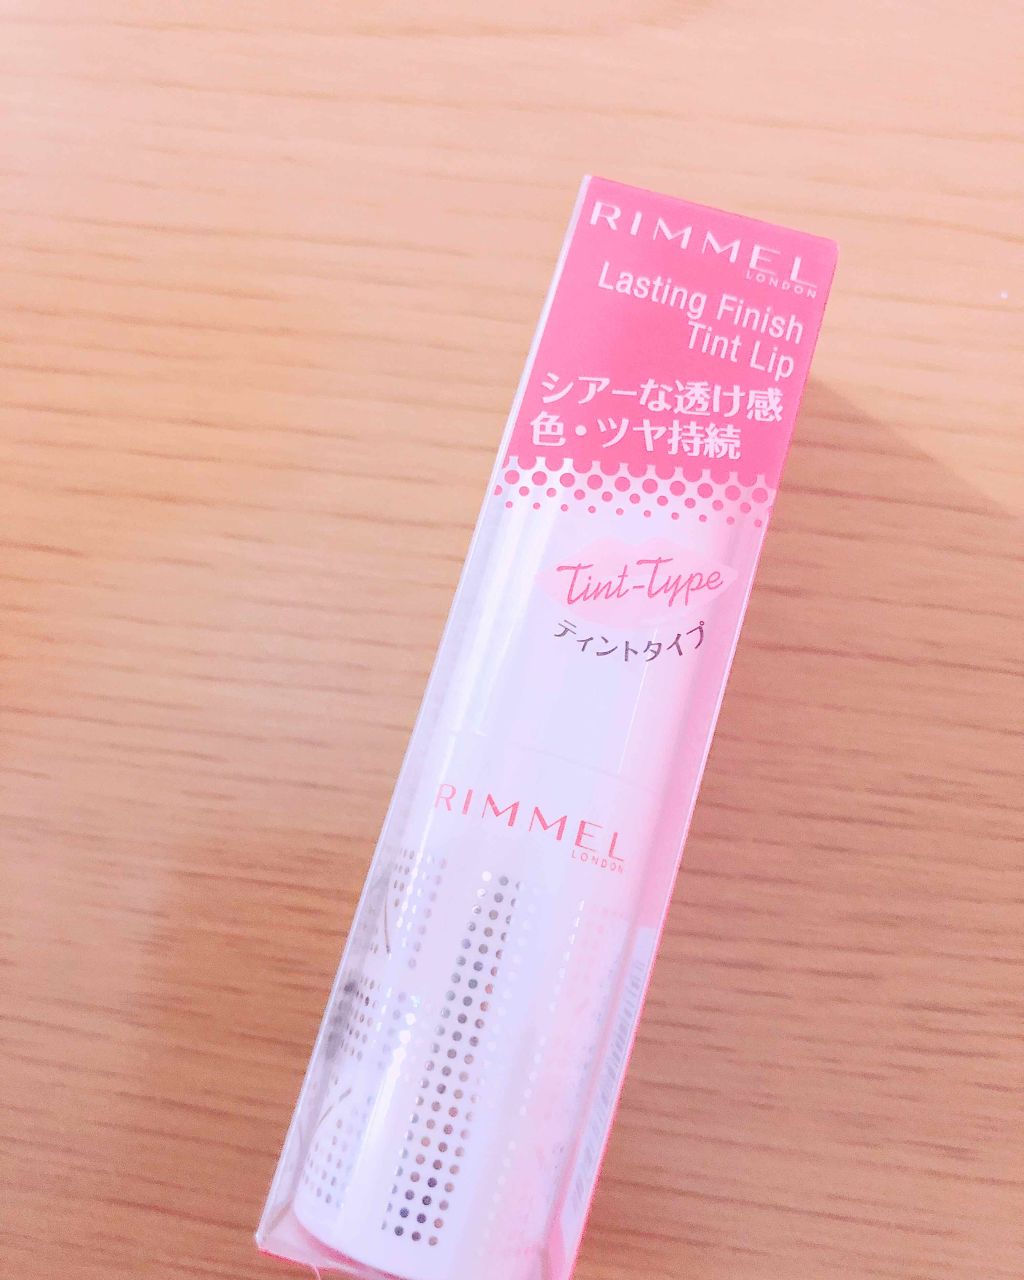 RIMMEL
LONDON
Lasting Finish
Tint Lip
シアーな透け感
色・ツヤ持続
Tint-Type
ティントタイプ
RIMMEL
LONDON